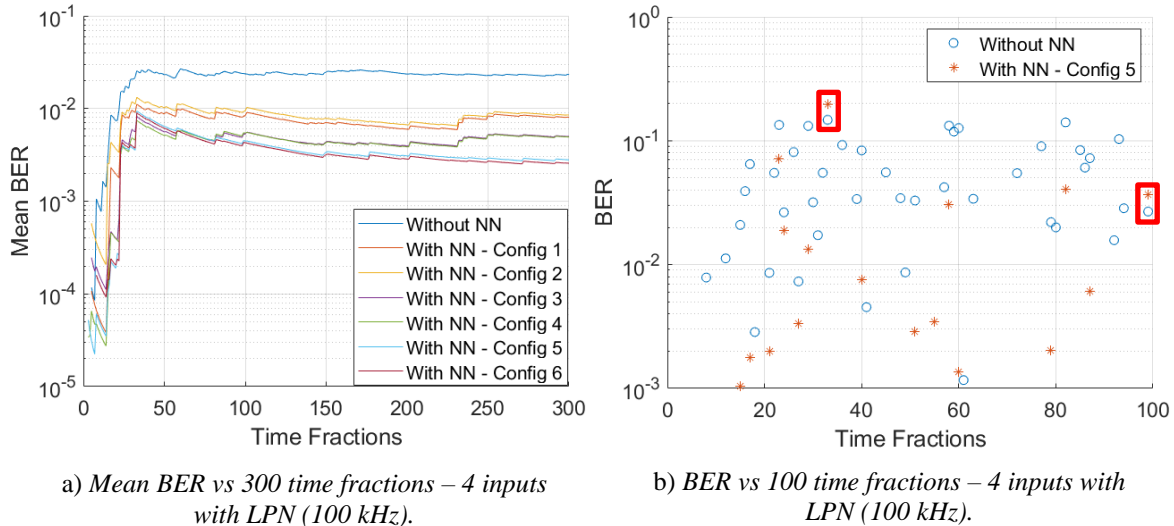 10^-1
10^-2
10^-3
10^-4
10^-5
Mean BER
0 50 100 150 200 250 300
Time Fractions
Without NN
With NN - Config 1
With NN - Config 2
With NN - Config 3
With NN - Config 4
With NN - Config 5
With NN - Config 6
a) Mean BER vs 300 time fractions – 4 inputs
with LPN (100 kHz).
10^0
10^-1
10^-2
10^-3
BER
0 20 40 60 80 100
Time Fractions
Without NN
With NN - Config 5
b) BER vs 100 time fractions – 4 inputs with
LPN (100 kHz).